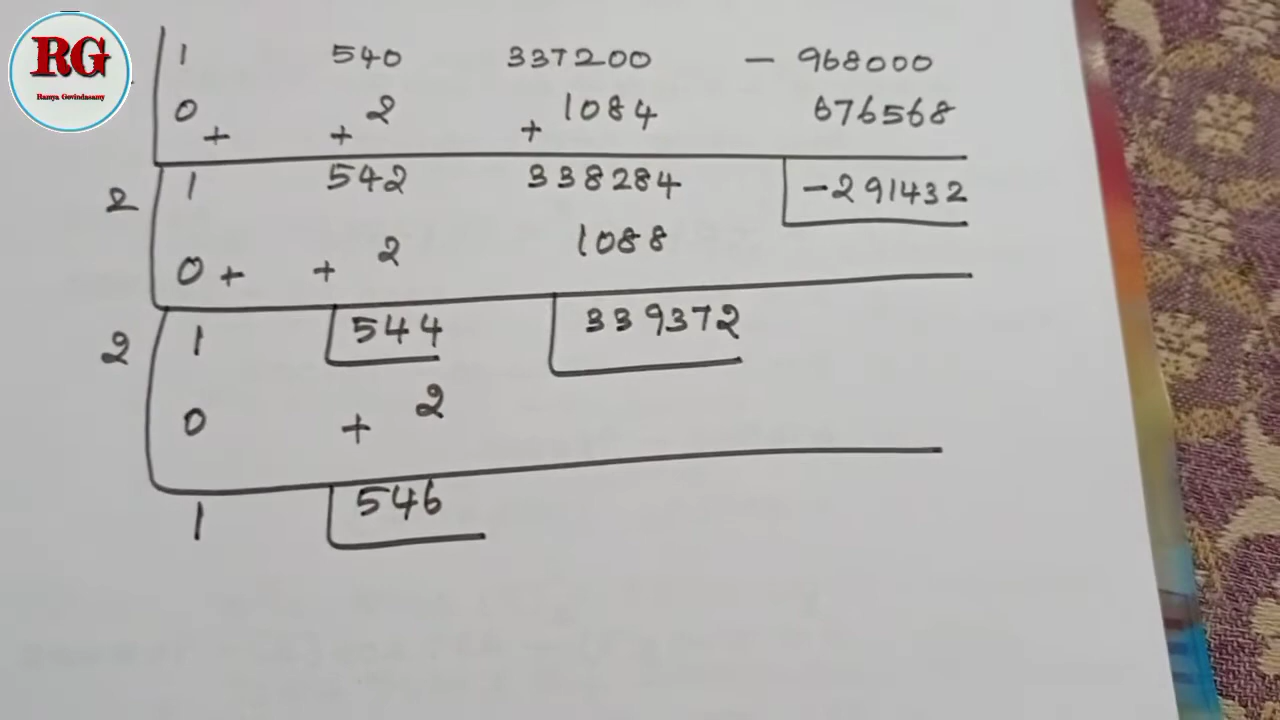 RG
Ramya Govindasamy
1 540 337200 - 968000
0 + + 2 + 1084 676568
2 1 542 338284 -291432
0 + + 2 1088
2 1 544 339372
0 + 2
1 546